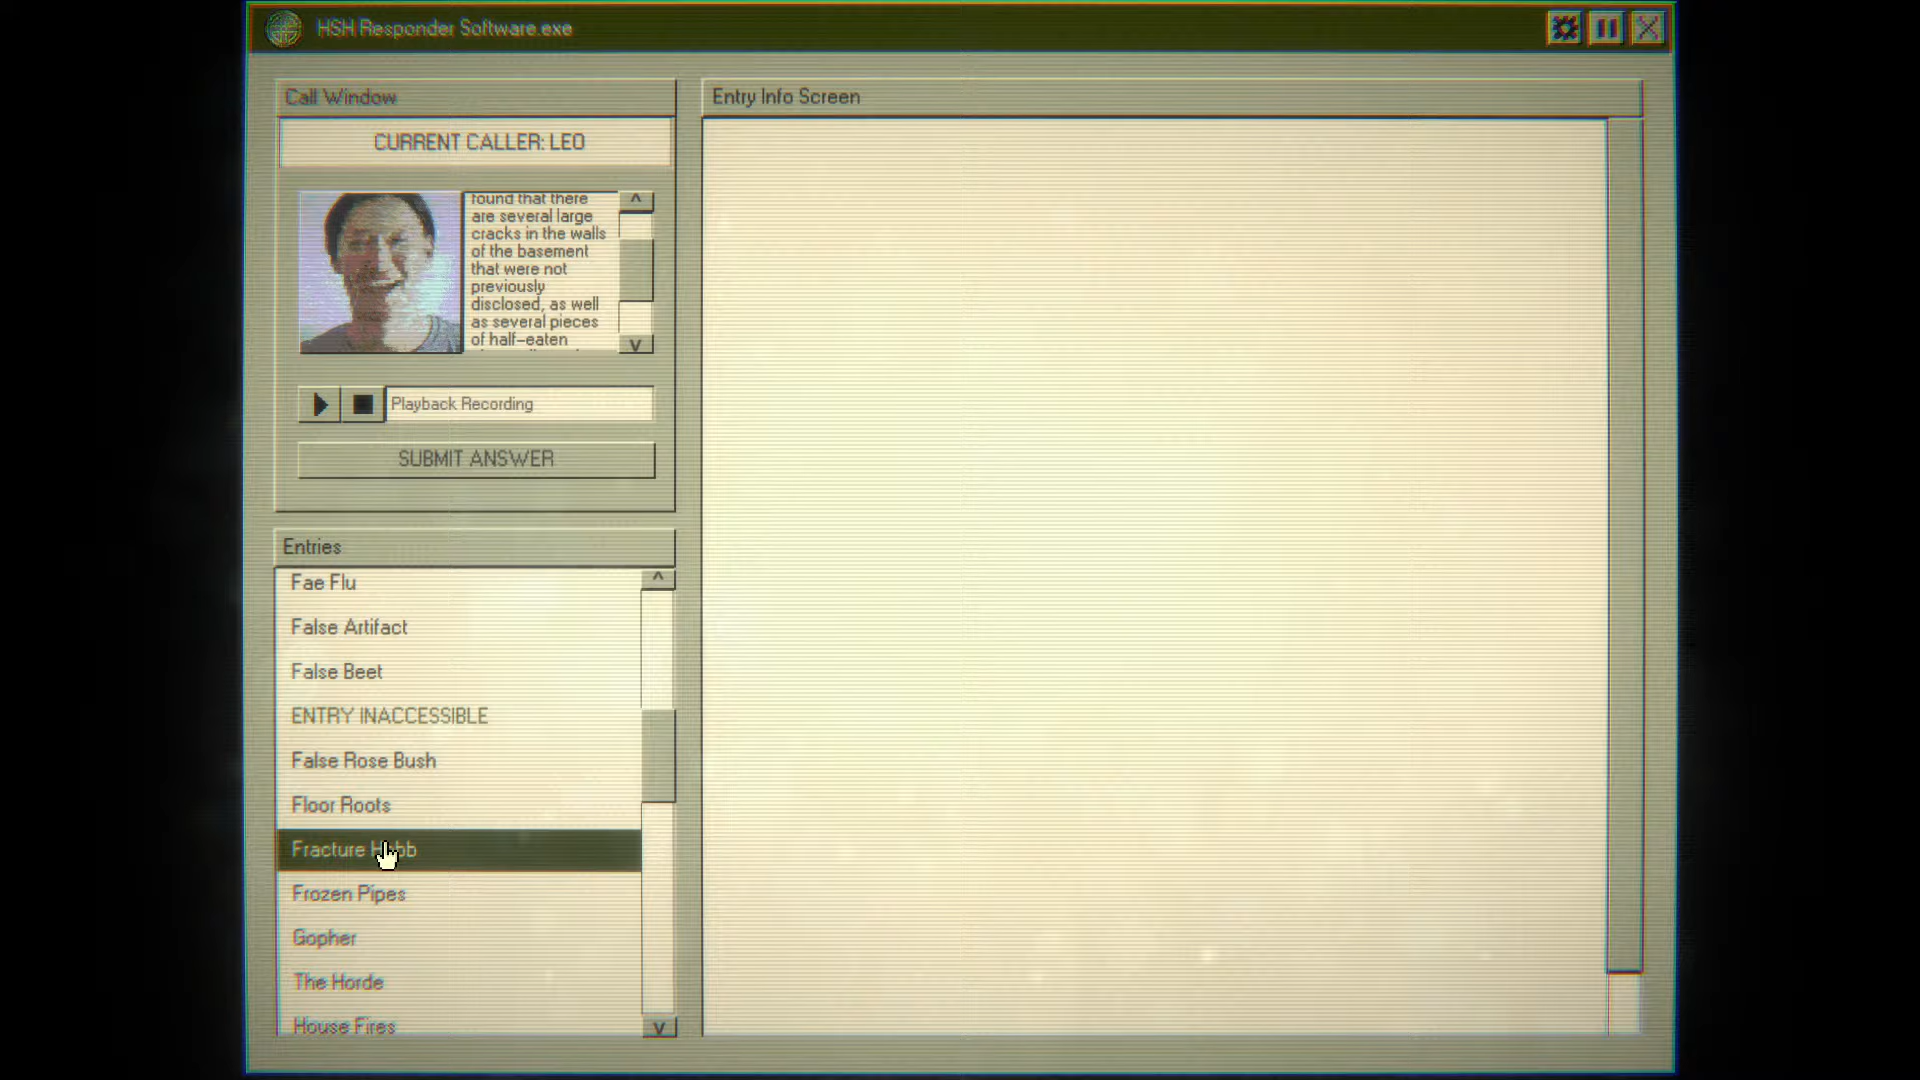 HSH Responder Software.exe
Call Window
CURRENT CALLER: LEO
found that there
are several large
cracks in the walls
of the basement
that were not
previously
disclosed, as well
as several pieces
of half-eaten
Playback Recording
SUBMIT ANSWER
Entries
Fae Flu
False Artifact
False Beet
ENTRY INACCESSIBLE
False Rose Bush
Floor Roots
Fracture Hobb
Frozen Pipes
Gopher
The Horde
House Fires
Entry Info Screen